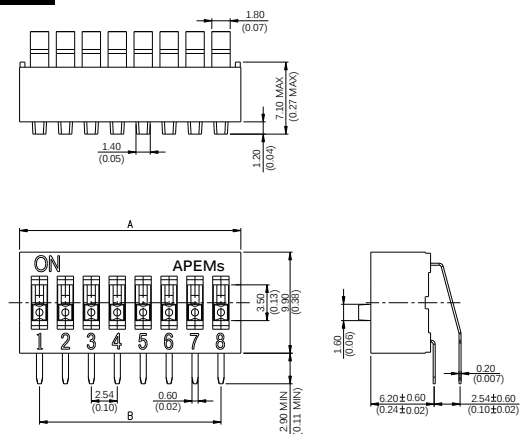 1.80
(0.07)
7.10 MAX
(0.27 MAX)
1.40
(0.05)
1.20
(0.04)
A
ON APEMs
1 2 3 4 5 6 7 8
3.50
(0.13)
9.90
(0.38)
2.54
(0.10)
0.60
(0.02)
B
2.90 MIN
(0.11 MIN)
1.60
(0.06)
6.20±0.60
(0.24±0.02)
0.20
(0.007)
2.54±0.60
(0.10±0.02)